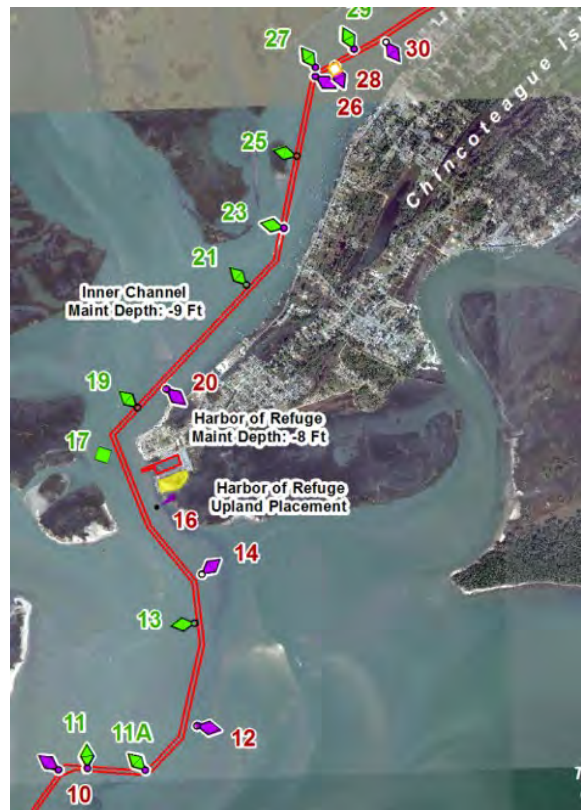 29
27
30
28
26
Chincoteague Is
25
23
21
Inner Channel
Maint Depth: -9 Ft
19
20
Harbor of Refuge
Maint Depth: -8 Ft
17
Harbor of Refuge
Upland Placement
16
14
13
12
11
11A
10